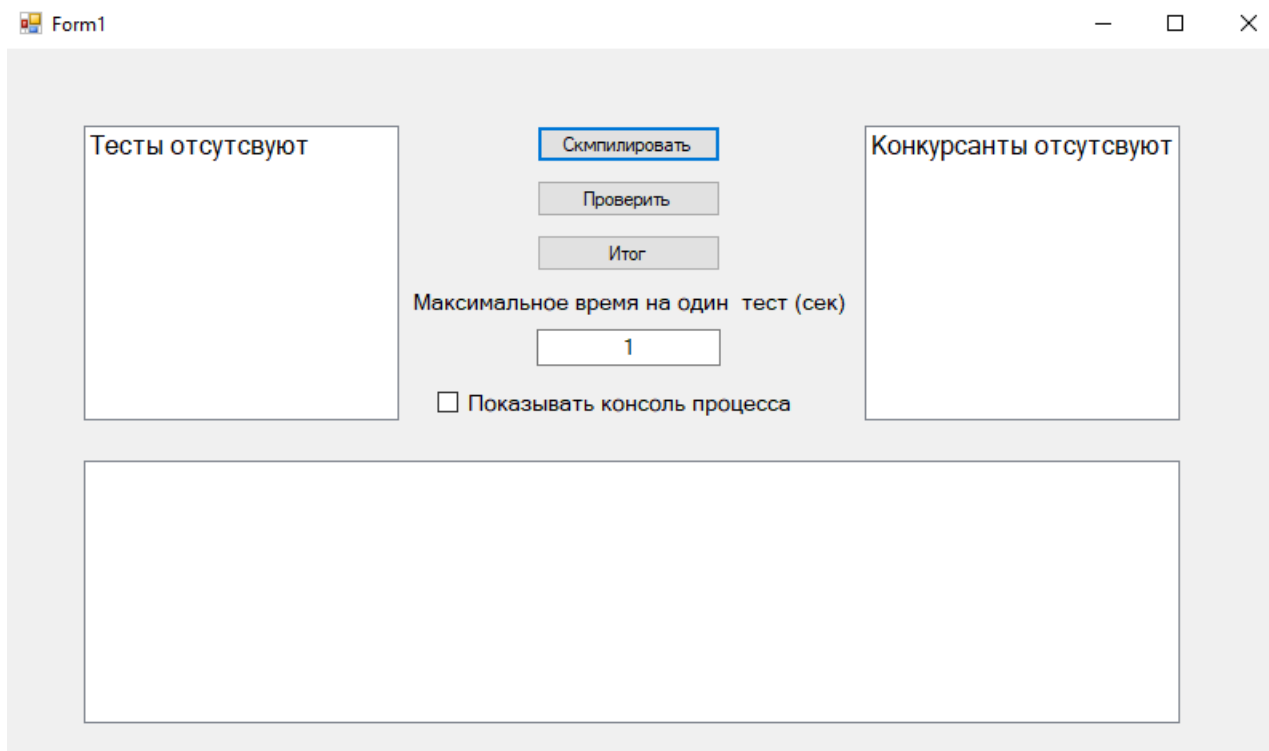 Form1
Тесты отсутсвуют
Скмпилировать
Конкурсанты отсутсвуют
Проверить
Итог
Максимальное время на один  тест (сек)
1
Показывать консоль процесса